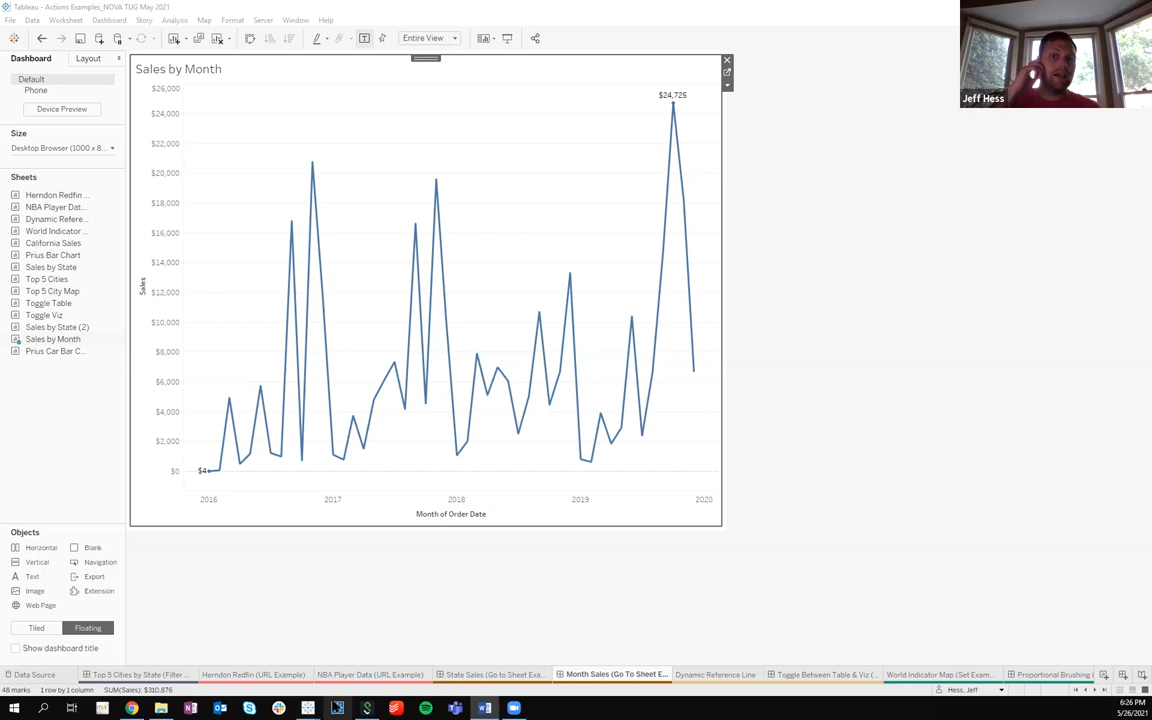 Tableau - Actions Examples_NOVA TUG May 2021
File Data Worksheet Dashboard Story Analysis Map Format Server Window Help
Entire View
Dashboard Layout
Default
Phone
Device Preview
Size
Desktop Browser (1000 x 8...
Sheets
Herndon Redfin ...
NBA Player Dat...
Dynamic Refere...
World Indicator ...
California Sales
Prius Bar Chart
Sales by State
Top 5 Cities
Top 5 City Map
Toggle Table
Toggle Viz
Sales by State (2)
Sales by Month
Prius Car Bar C...
Objects
Horizontal Blank
Vertical Navigation
Text Export
Image Extension
Web Page
Tiled Floating
Show dashboard title
Sales by Month
$26,000
$24,000
$22,000
$20,000
$18,000
$16,000
$14,000
$12,000
$10,000
$8,000
$6,000
$4,000
$2,000
$0
Sales
$24,725
$4
2016 2017 2018 2019 2020
Month of Order Date
Jeff Hess
Data Source Top 5 Cities by State (Filter ... Herndon Redfin (URL Example) NBA Player Data (URL Example) State Sales (Go to Sheet Exa... Month Sales (Go To Sheet E... Dynamic Reference Line Toggle Between Table & Viz (... World Indicator Map (Set Exam... Proportional Brushing (
48 marks 1 row by 1 column SUM(Sales): $310,876 Hess, Jeff
6:26 PM
5/26/2021